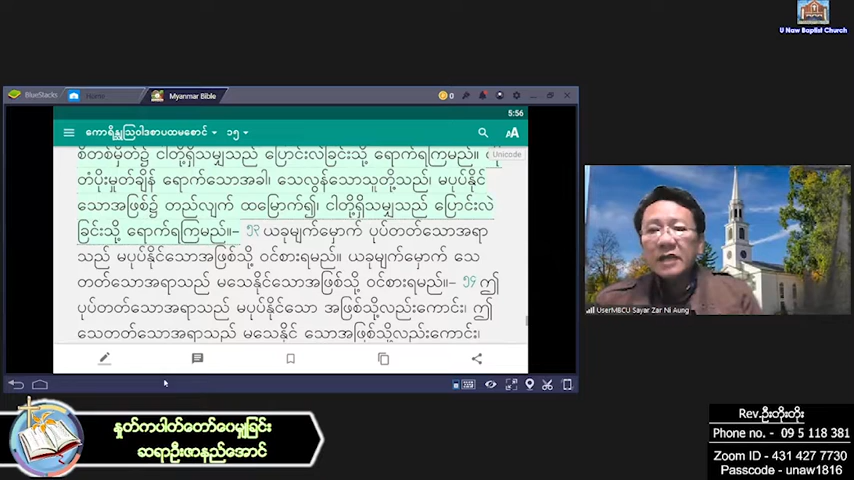 U Naw Baptist Church
BlueStacks
Home
Myanmar Bible
0
5:56
ကောရိန္သုဩဝါဒစာပထမစောင်
၁၅
AA
Unicode
စိတစ်မှိတ်၌ ငါတို့ရှိသမျှသည် ပြောင်းလဲခြင်းသို့ ရောက်ရကြမည်။
တံပိုးမှုတ်ချိန် ရောက်သောအခါ၊ သေလွန်သောသူတို့သည်၊ မပုပ်နိုင်
သောအဖြစ်၌ တည်လျက် ထမြောက်၍၊ ငါတို့ရှိသမျှသည် ပြောင်းလဲ
ခြင်းသို့ ရောက်ရကြမည်။– ၅၃ ယခုမျက်မှောက် ပုပ်တတ်သောအရာ
သည် မပုပ်နိုင်သောအဖြစ်ကို ဝင်စားရမည်။ ယခုမျက်မှောက် သေ
တတ်သောအရာသည် မသေနိုင်သောအဖြစ်ကို ဝင်စားရမည်။– ၅၄ ဤ
ပုပ်တတ်သောအရာသည် မပုပ်နိုင်သော အဖြစ်ကိုလည်းကောင်း၊ ဤ
သေတတ်သောအရာသည် မသေနိုင် သောအဖြစ်ကိုလည်းကောင်း၊
UserMBCU Sayar Zar Ni Aung
နှုတ်ကပါတ်တော်ဝေမျှခြင်း
ဆရာဦးဇာနည်အောင်
Rev.ဦးတိုးတိုး
Phone no. - 09 5 118 381
Zoom ID - 431 427 7730
Passcode - unaw1816